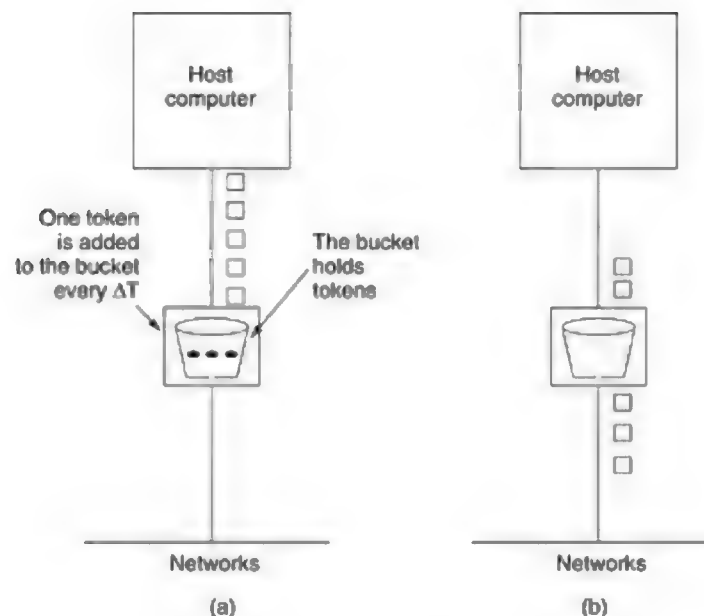 Host
computer
One token
is added
to the bucket
every ΔT
The bucket
holds
tokens
Networks
(a)
Host
computer
Networks
(b)